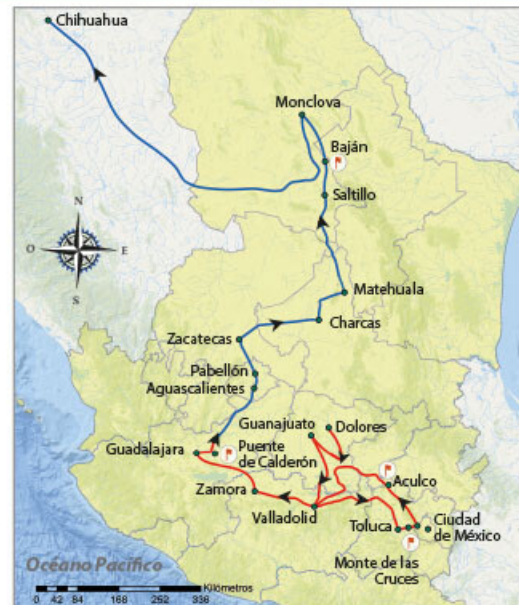 Chihuahua
Monclova
Baján
Saltillo
N
O
E
S
Matehuala
Charcas
Zacatecas
Pabellón
Aguascalientes
Guanajuato
Dolores
Guadalajara
Puente
de Calderón
Aculco
Zamora
Valladolid
Toluca
Ciudad
de México
Monte de las
Cruces
Océano Pacífico
Kilómetros
0 42 84 168 252 336